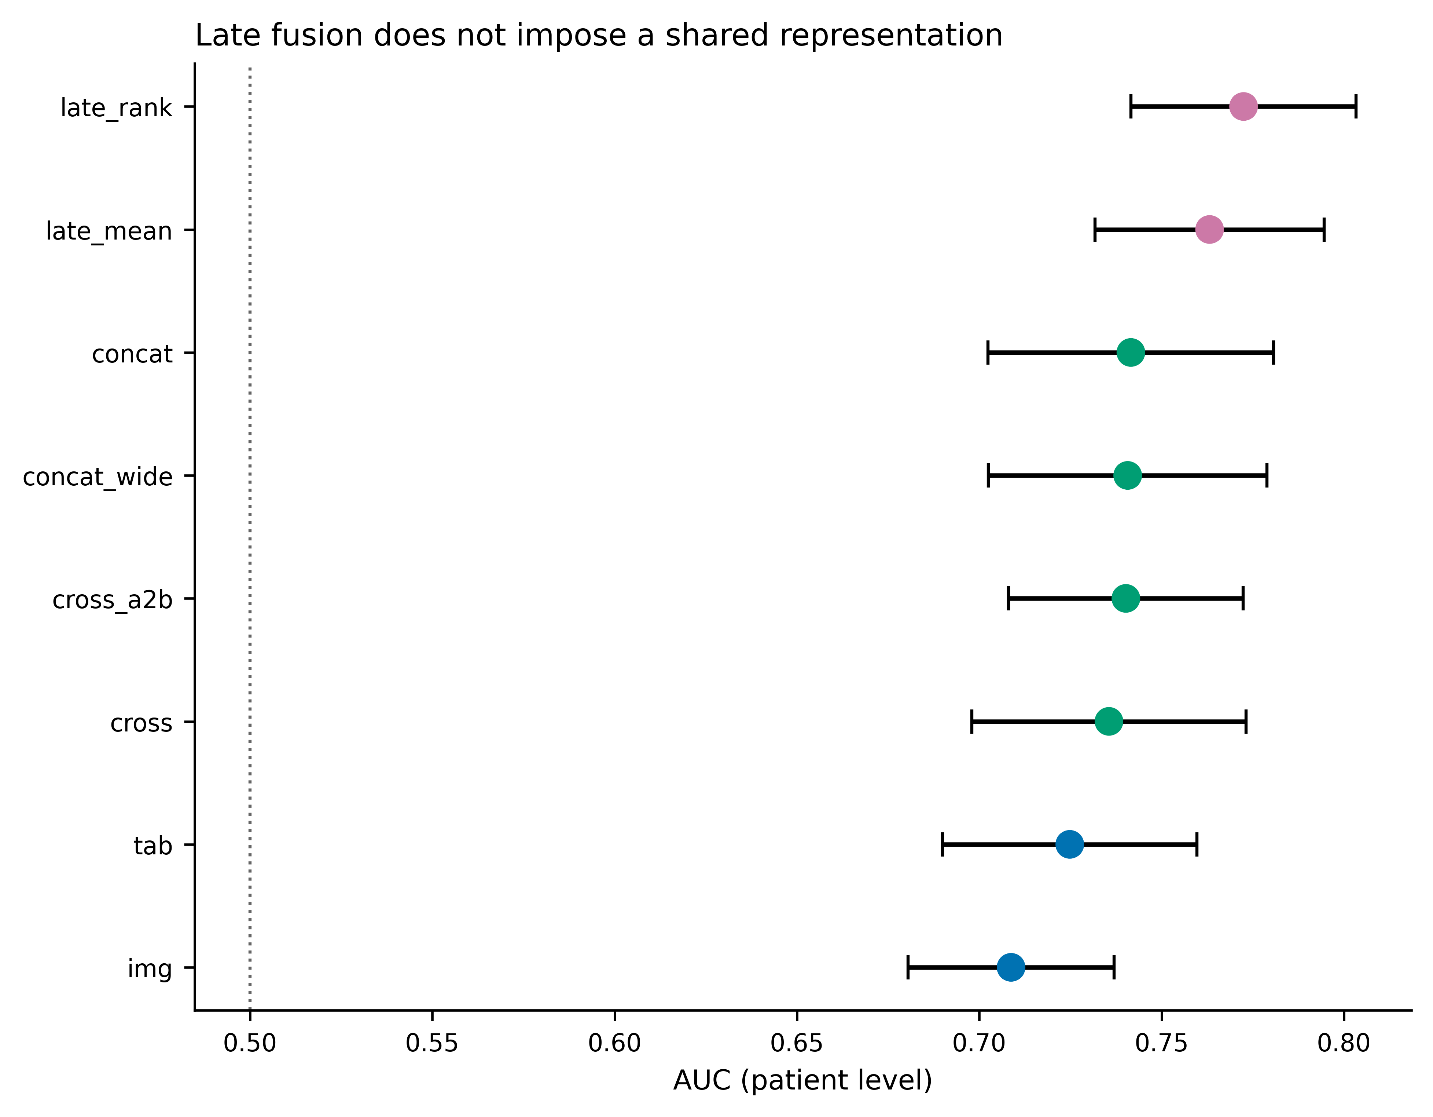 Late fusion does not impose a shared representation
late_rank
late_mean
concat
concat_wide
cross_a2b
cross
tab
img
0.50 0.55 0.60 0.65 0.70 0.75 0.80
AUC (patient level)